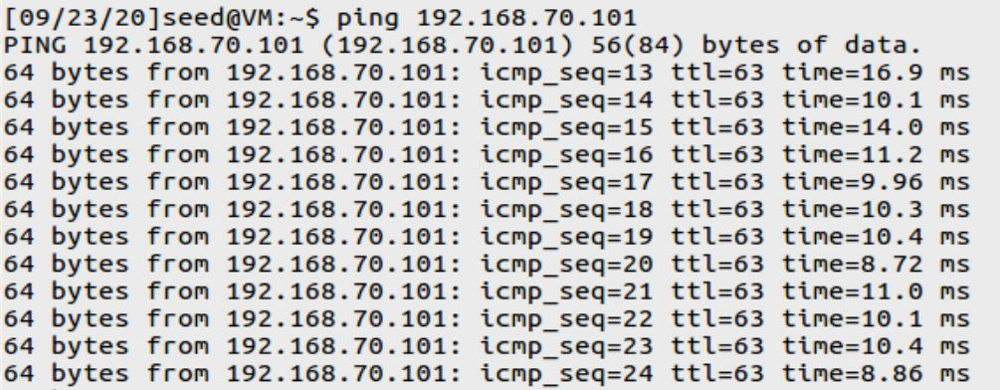 [09/23/20]seed@VM:~$ ping 192.168.70.101
PING 192.168.70.101 (192.168.70.101) 56(84) bytes of data.
64 bytes from 192.168.70.101: icmp_seq=13 ttl=63 time=16.9 ms
64 bytes from 192.168.70.101: icmp_seq=14 ttl=63 time=10.1 ms
64 bytes from 192.168.70.101: icmp_seq=15 ttl=63 time=14.0 ms
64 bytes from 192.168.70.101: icmp_seq=16 ttl=63 time=11.2 ms
64 bytes from 192.168.70.101: icmp_seq=17 ttl=63 time=9.96 ms
64 bytes from 192.168.70.101: icmp_seq=18 ttl=63 time=10.3 ms
64 bytes from 192.168.70.101: icmp_seq=19 ttl=63 time=10.4 ms
64 bytes from 192.168.70.101: icmp_seq=20 ttl=63 time=8.72 ms
64 bytes from 192.168.70.101: icmp_seq=21 ttl=63 time=11.0 ms
64 bytes from 192.168.70.101: icmp_seq=22 ttl=63 time=10.1 ms
64 bytes from 192.168.70.101: icmp_seq=23 ttl=63 time=10.4 ms
64 bytes from 192.168.70.101: icmp_seq=24 ttl=63 time=8.86 ms